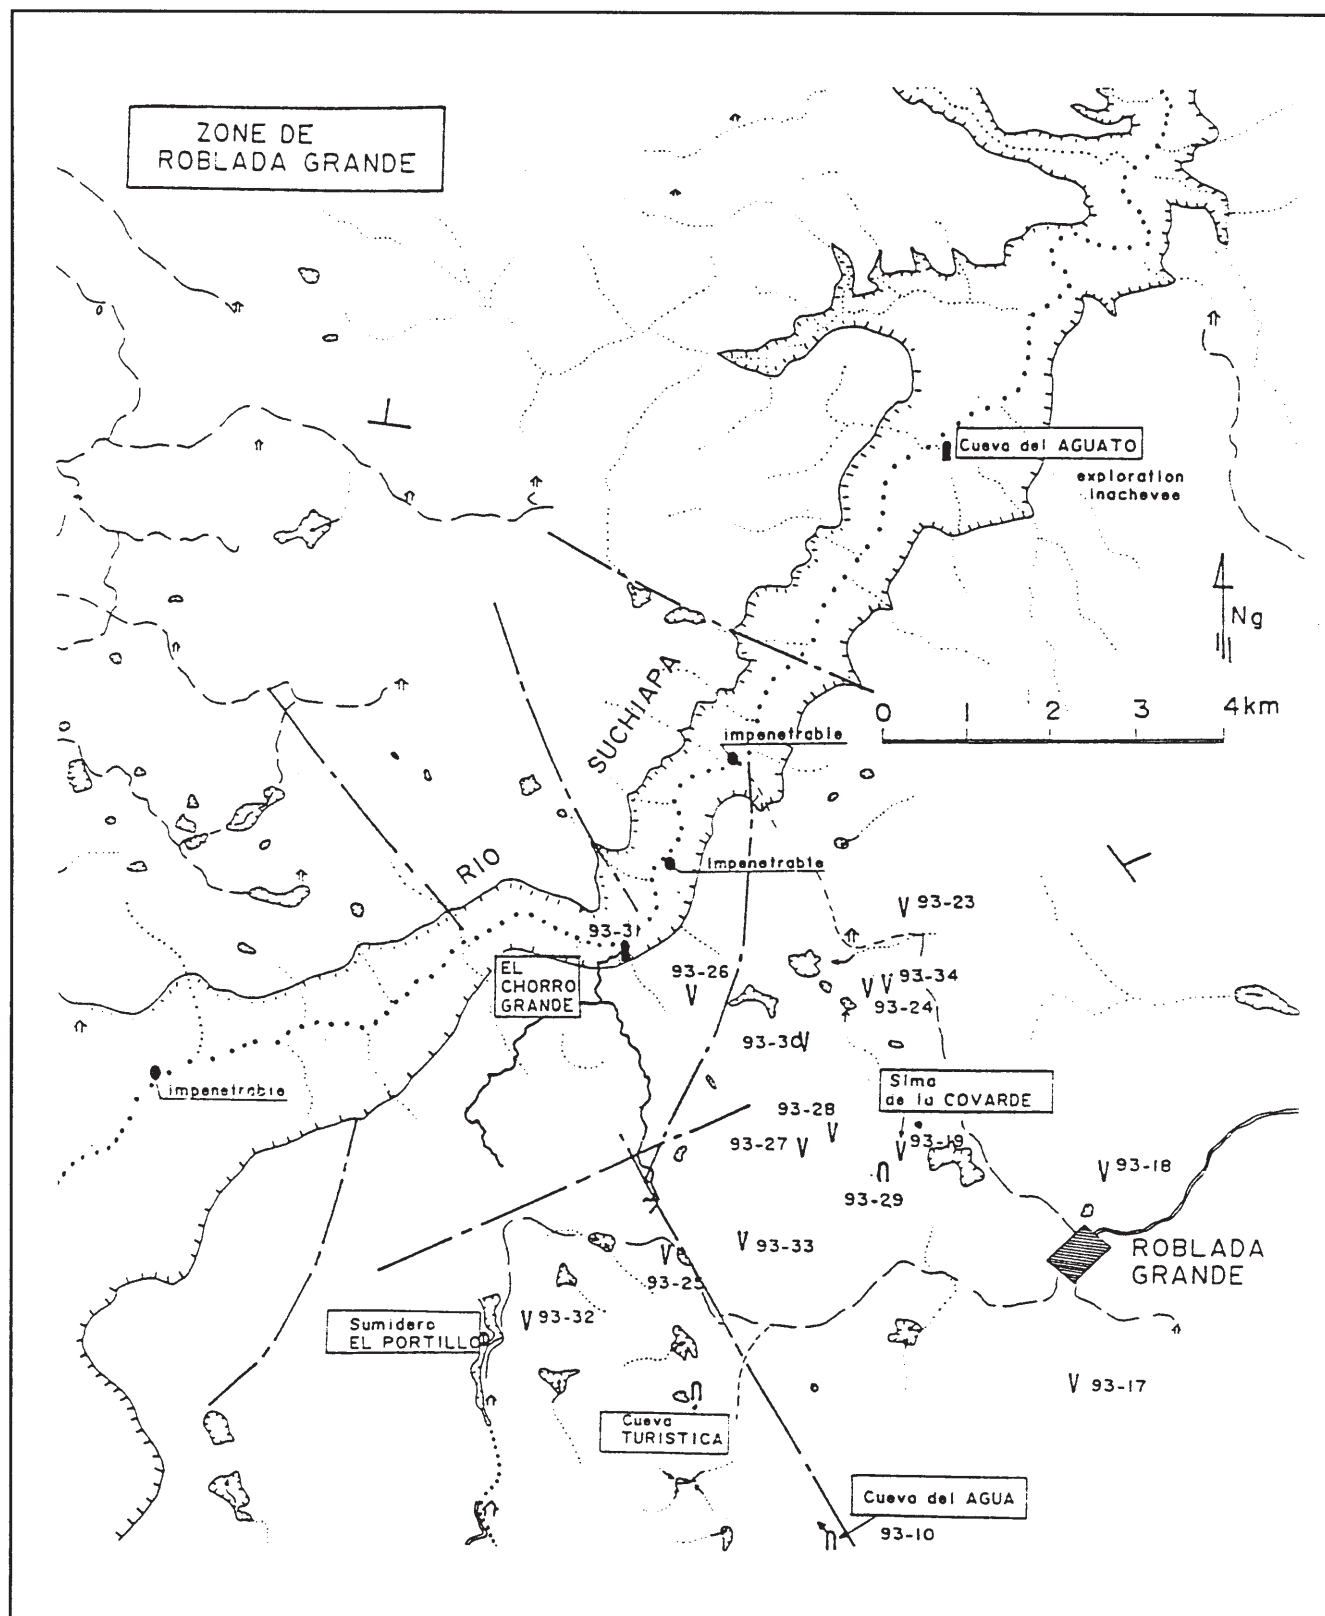 ZONE DE
ROBLADA GRANDE
Cueva del AGUATO
exploration
inachevee
Ng
0 1 2 3 4km
SUCHIAPA
impenetrable
RIO
impenetrable
93-23
93-31
EL
CHORRO
GRANDE
93-26
93-34
93-24
93-30
impenetrable
Sima
de la COVARDE
93-28
93-27
93-19
93-18
93-29
93-33
ROBLADA
GRANDE
93-25
Sumidero
EL PORTILLO
93-32
93-17
Cueva
TURISTICA
Cueva del AGUA
93-10